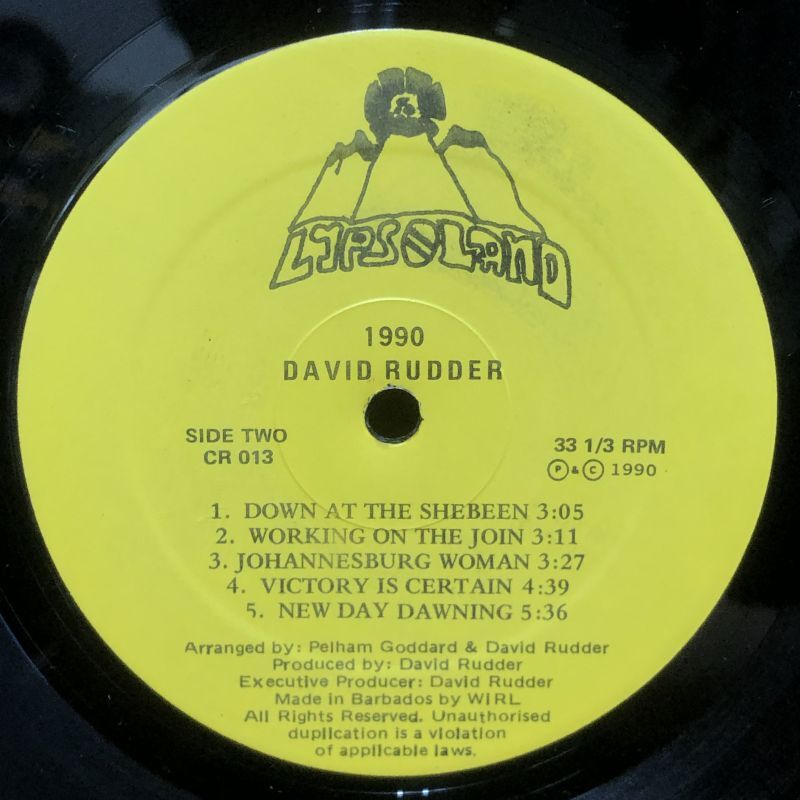 LYPSOLAND
1990
DAVID RUDDER
SIDE TWO
CR 013
33 1/3 RPM
Ⓟ & © 1990
1. DOWN AT THE SHEBEEN 3:05
2. WORKING ON THE JOIN 3:11
3. JOHANNESBURG WOMAN 3:27
4. VICTORY IS CERTAIN 4:39
5. NEW DAY DAWNING 5:36
Arranged by: Pelham Goddard & David Rudder
Produced by: David Rudder
Executive Producer: David Rudder
Made in Barbados by WIRL
All Rights Reserved. Unauthorised
duplication is a violation
of applicable laws.